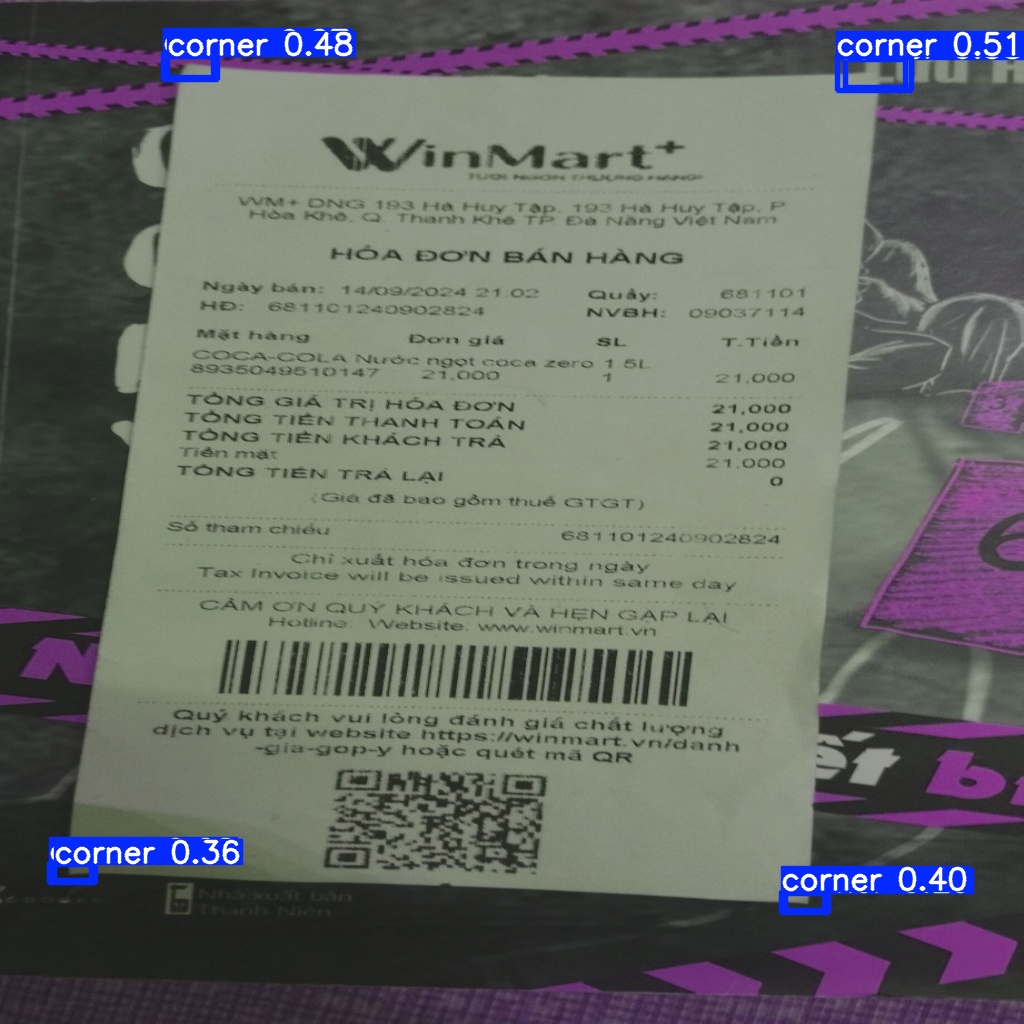 corner 0.48
corner 0.51
WinMart+
TƯƠI NGON THƯỢNG HẠNG!
WM+ DNG 193 Hà Huy Tập, 193 Hà Huy Tập, P
Hòa Khê, Q. Thanh Khê TP. Đà Nẵng Việt Nam
HÓA ĐƠN BÁN HÀNG
Ngày bán: 14/09/2024 21:02 Quầy: 681101
HĐ: 681101240902824 NVBH: 09037114
Mặt hàng Đơn giá SL T.Tiền
COCA-COLA Nước ngọt coca zero 1 5L
8935049510147 21,000 1 21,000
TỔNG GIÁ TRỊ HÓA ĐƠN 21,000
TỔNG TIỀN THANH TOÁN 21,000
TỔNG TIỀN KHÁCH TRẢ 21,000
Tiền mặt 21,000
TỔNG TIỀN TRẢ LẠI 0
(Giá đã bao gồm thuế GTGT)
Số tham chiếu 681101240902824
Chỉ xuất hóa đơn trong ngày
Tax Invoice will be issued within same day
CẢM ƠN QUÝ KHÁCH VÀ HẸN GẶP LẠI
Hotline: Website: www.winmart.vn
Quý khách vui lòng đánh giá chất lượng
dịch vụ tại website https://winmart.vn/danh
-gia-gop-y hoặc quét mã QR
3
6
N
ết b
corner 0.36
corner 0.40
Nhà xuất bản
Thanh Niên